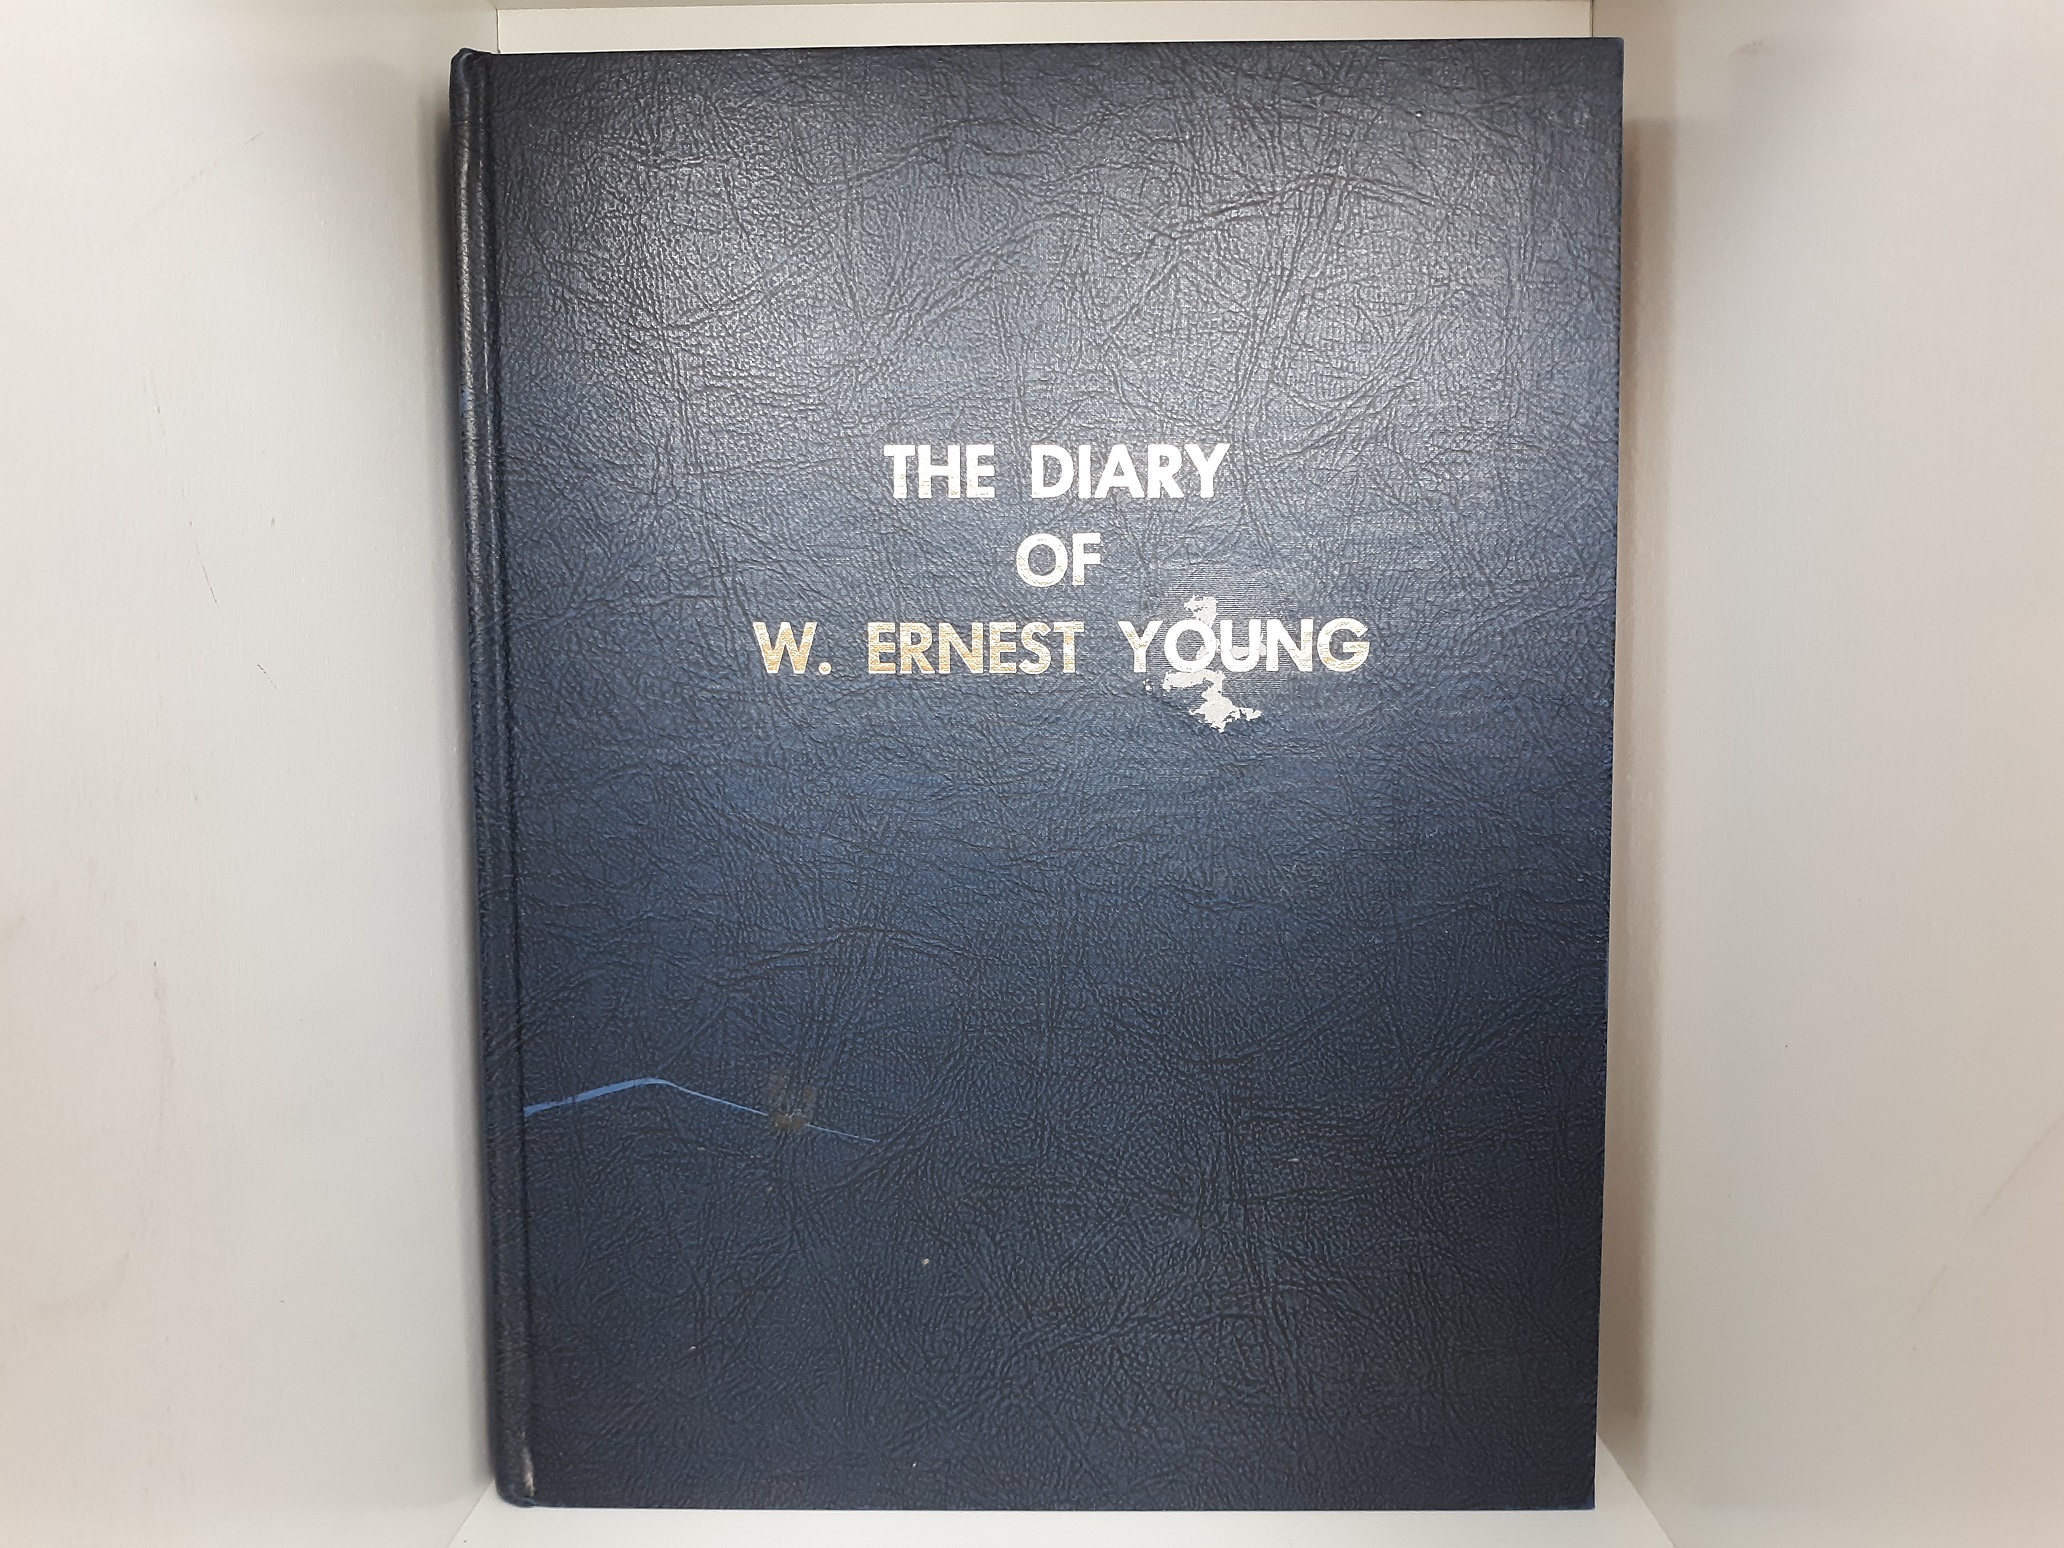 THE DIARY
OF
W. ERNEST YOUNG